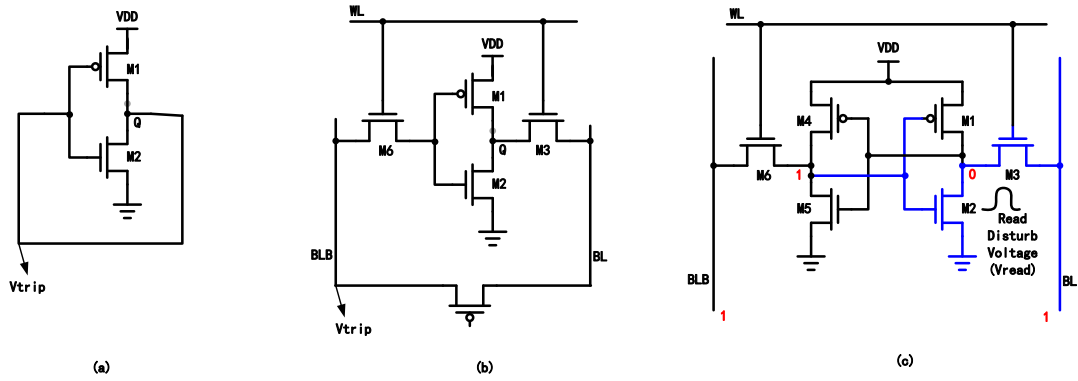 VDD
M1
Q
M2
Vtrip
(a)
WL
VDD
M1
M6
Q
M3
M2
BLB
BL
Vtrip
(b)
WL
VDD
M4
M1
M6
1
0
M3
M5
M2
Read
Disturb
Voltage
(Vread)
BLB
BL
1
1
(c)